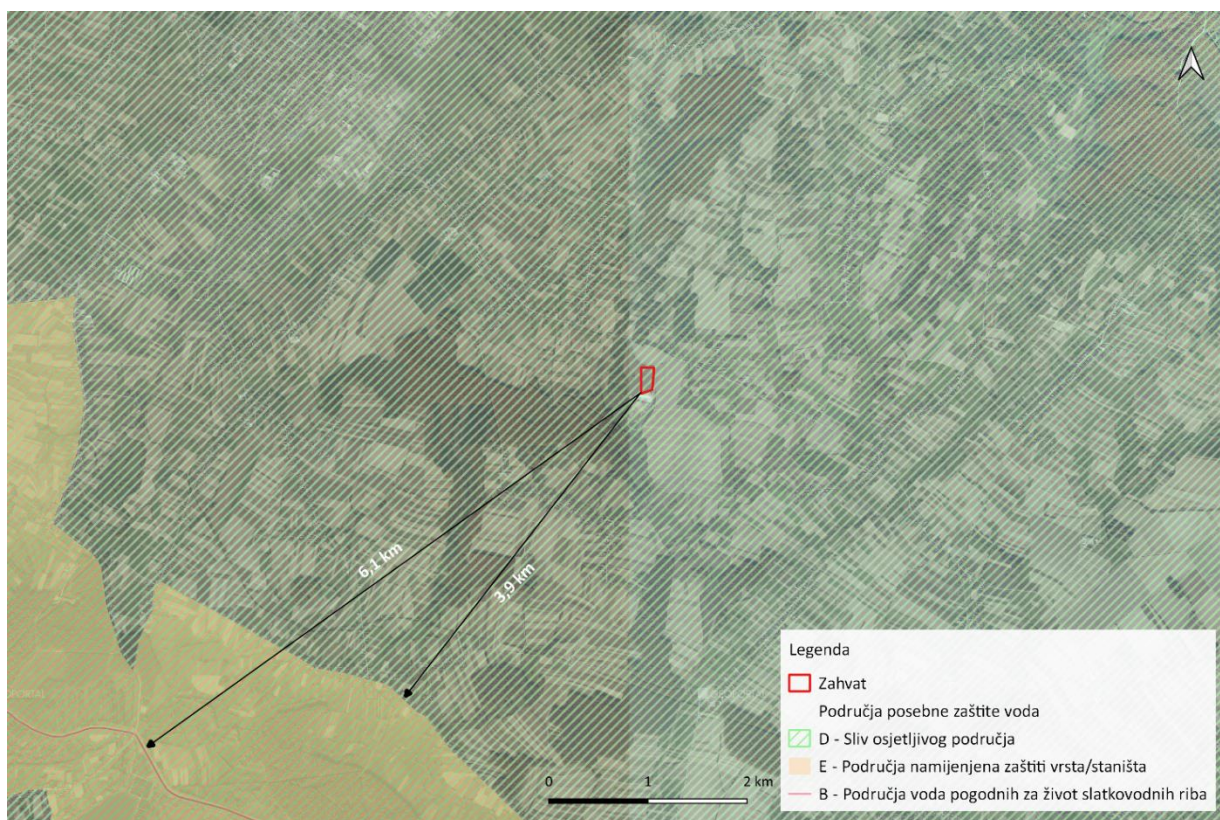 6,1 km
3,9 km
0 1 2 km
Legenda
Zahvat
Područja posebne zaštite voda
D - Sliv osjetljivog područja
E - Područja namijenjena zaštiti vrsta/staništa
B - Područja voda pogodnih za život slatkovodnih riba